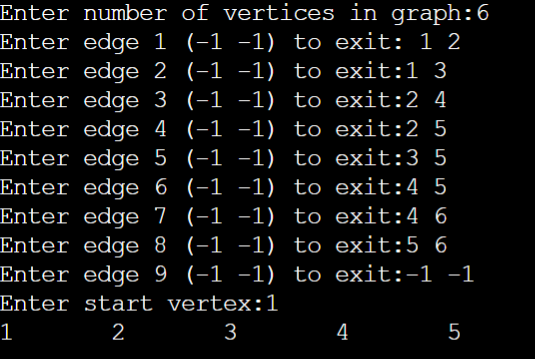 Enter number of vertices in graph:6
Enter edge 1 (-1 -1) to exit: 1 2
Enter edge 2 (-1 -1) to exit:1 3
Enter edge 3 (-1 -1) to exit:2 4
Enter edge 4 (-1 -1) to exit:2 5
Enter edge 5 (-1 -1) to exit:3 5
Enter edge 6 (-1 -1) to exit:4 5
Enter edge 7 (-1 -1) to exit:4 6
Enter edge 8 (-1 -1) to exit:5 6
Enter edge 9 (-1 -1) to exit:-1 -1
Enter start vertex:1
1 2 3 4 5